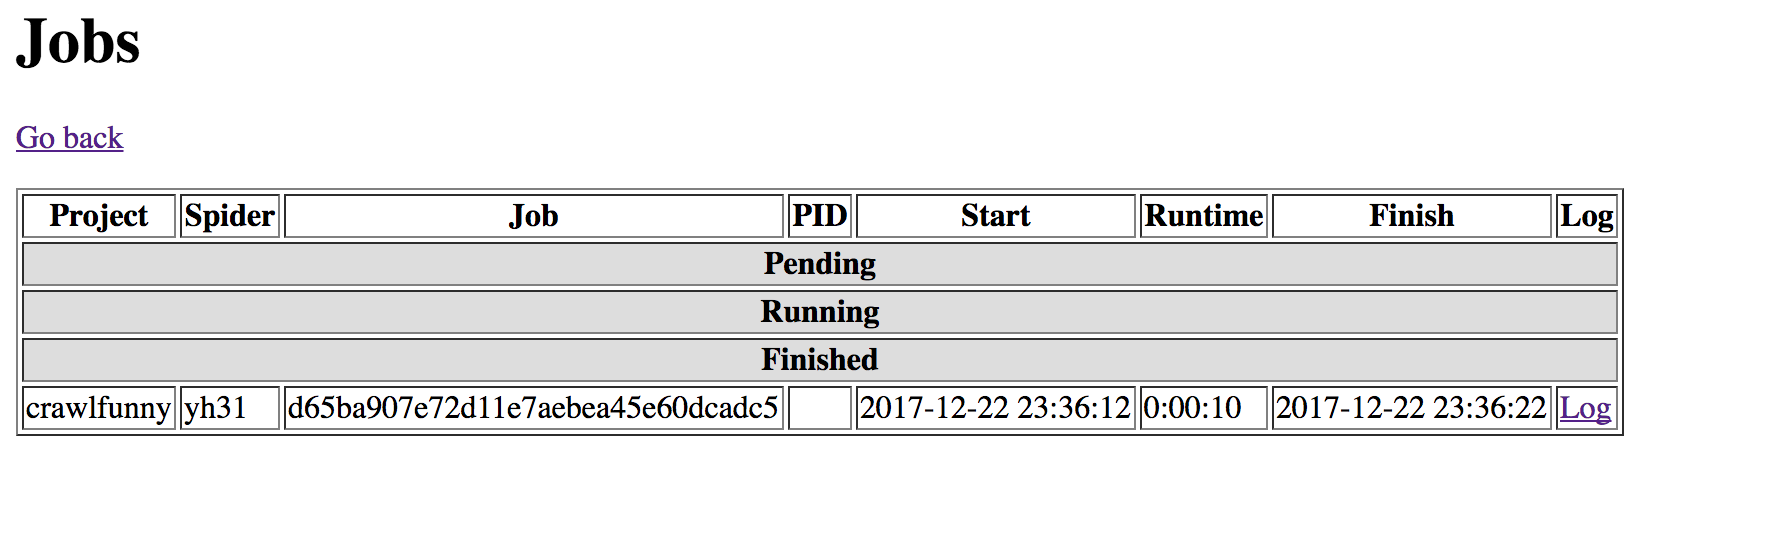 Jobs
Go back
Project Spider Job PID Start Runtime Finish Log
Pending
Running
Finished
crawlfunny yh31 d65ba907e72d11e7aebea45e60dcadc5 2017-12-22 23:36:12 0:00:10 2017-12-22 23:36:22 Log